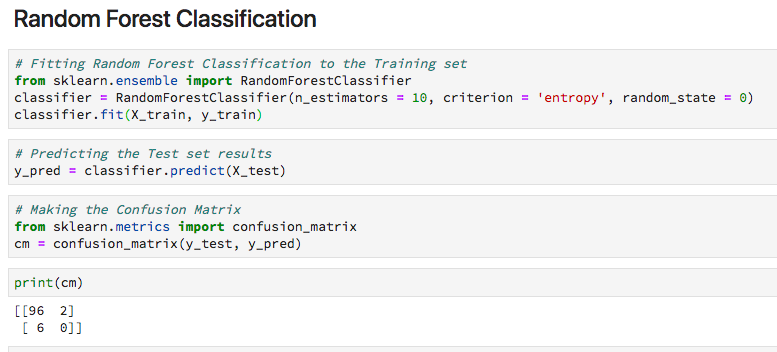 Random Forest Classification
# Fitting Random Forest Classification to the Training set
from sklearn.ensemble import RandomForestClassifier
classifier = RandomForestClassifier(n_estimators = 10, criterion = 'entropy', random_state = 0)
classifier.fit(X_train, y_train)
# Predicting the Test set results
y_pred = classifier.predict(X_test)
# Making the Confusion Matrix
from sklearn.metrics import confusion_matrix
cm = confusion_matrix(y_test, y_pred)
print(cm)
[[96  2]
 [ 6  0]]